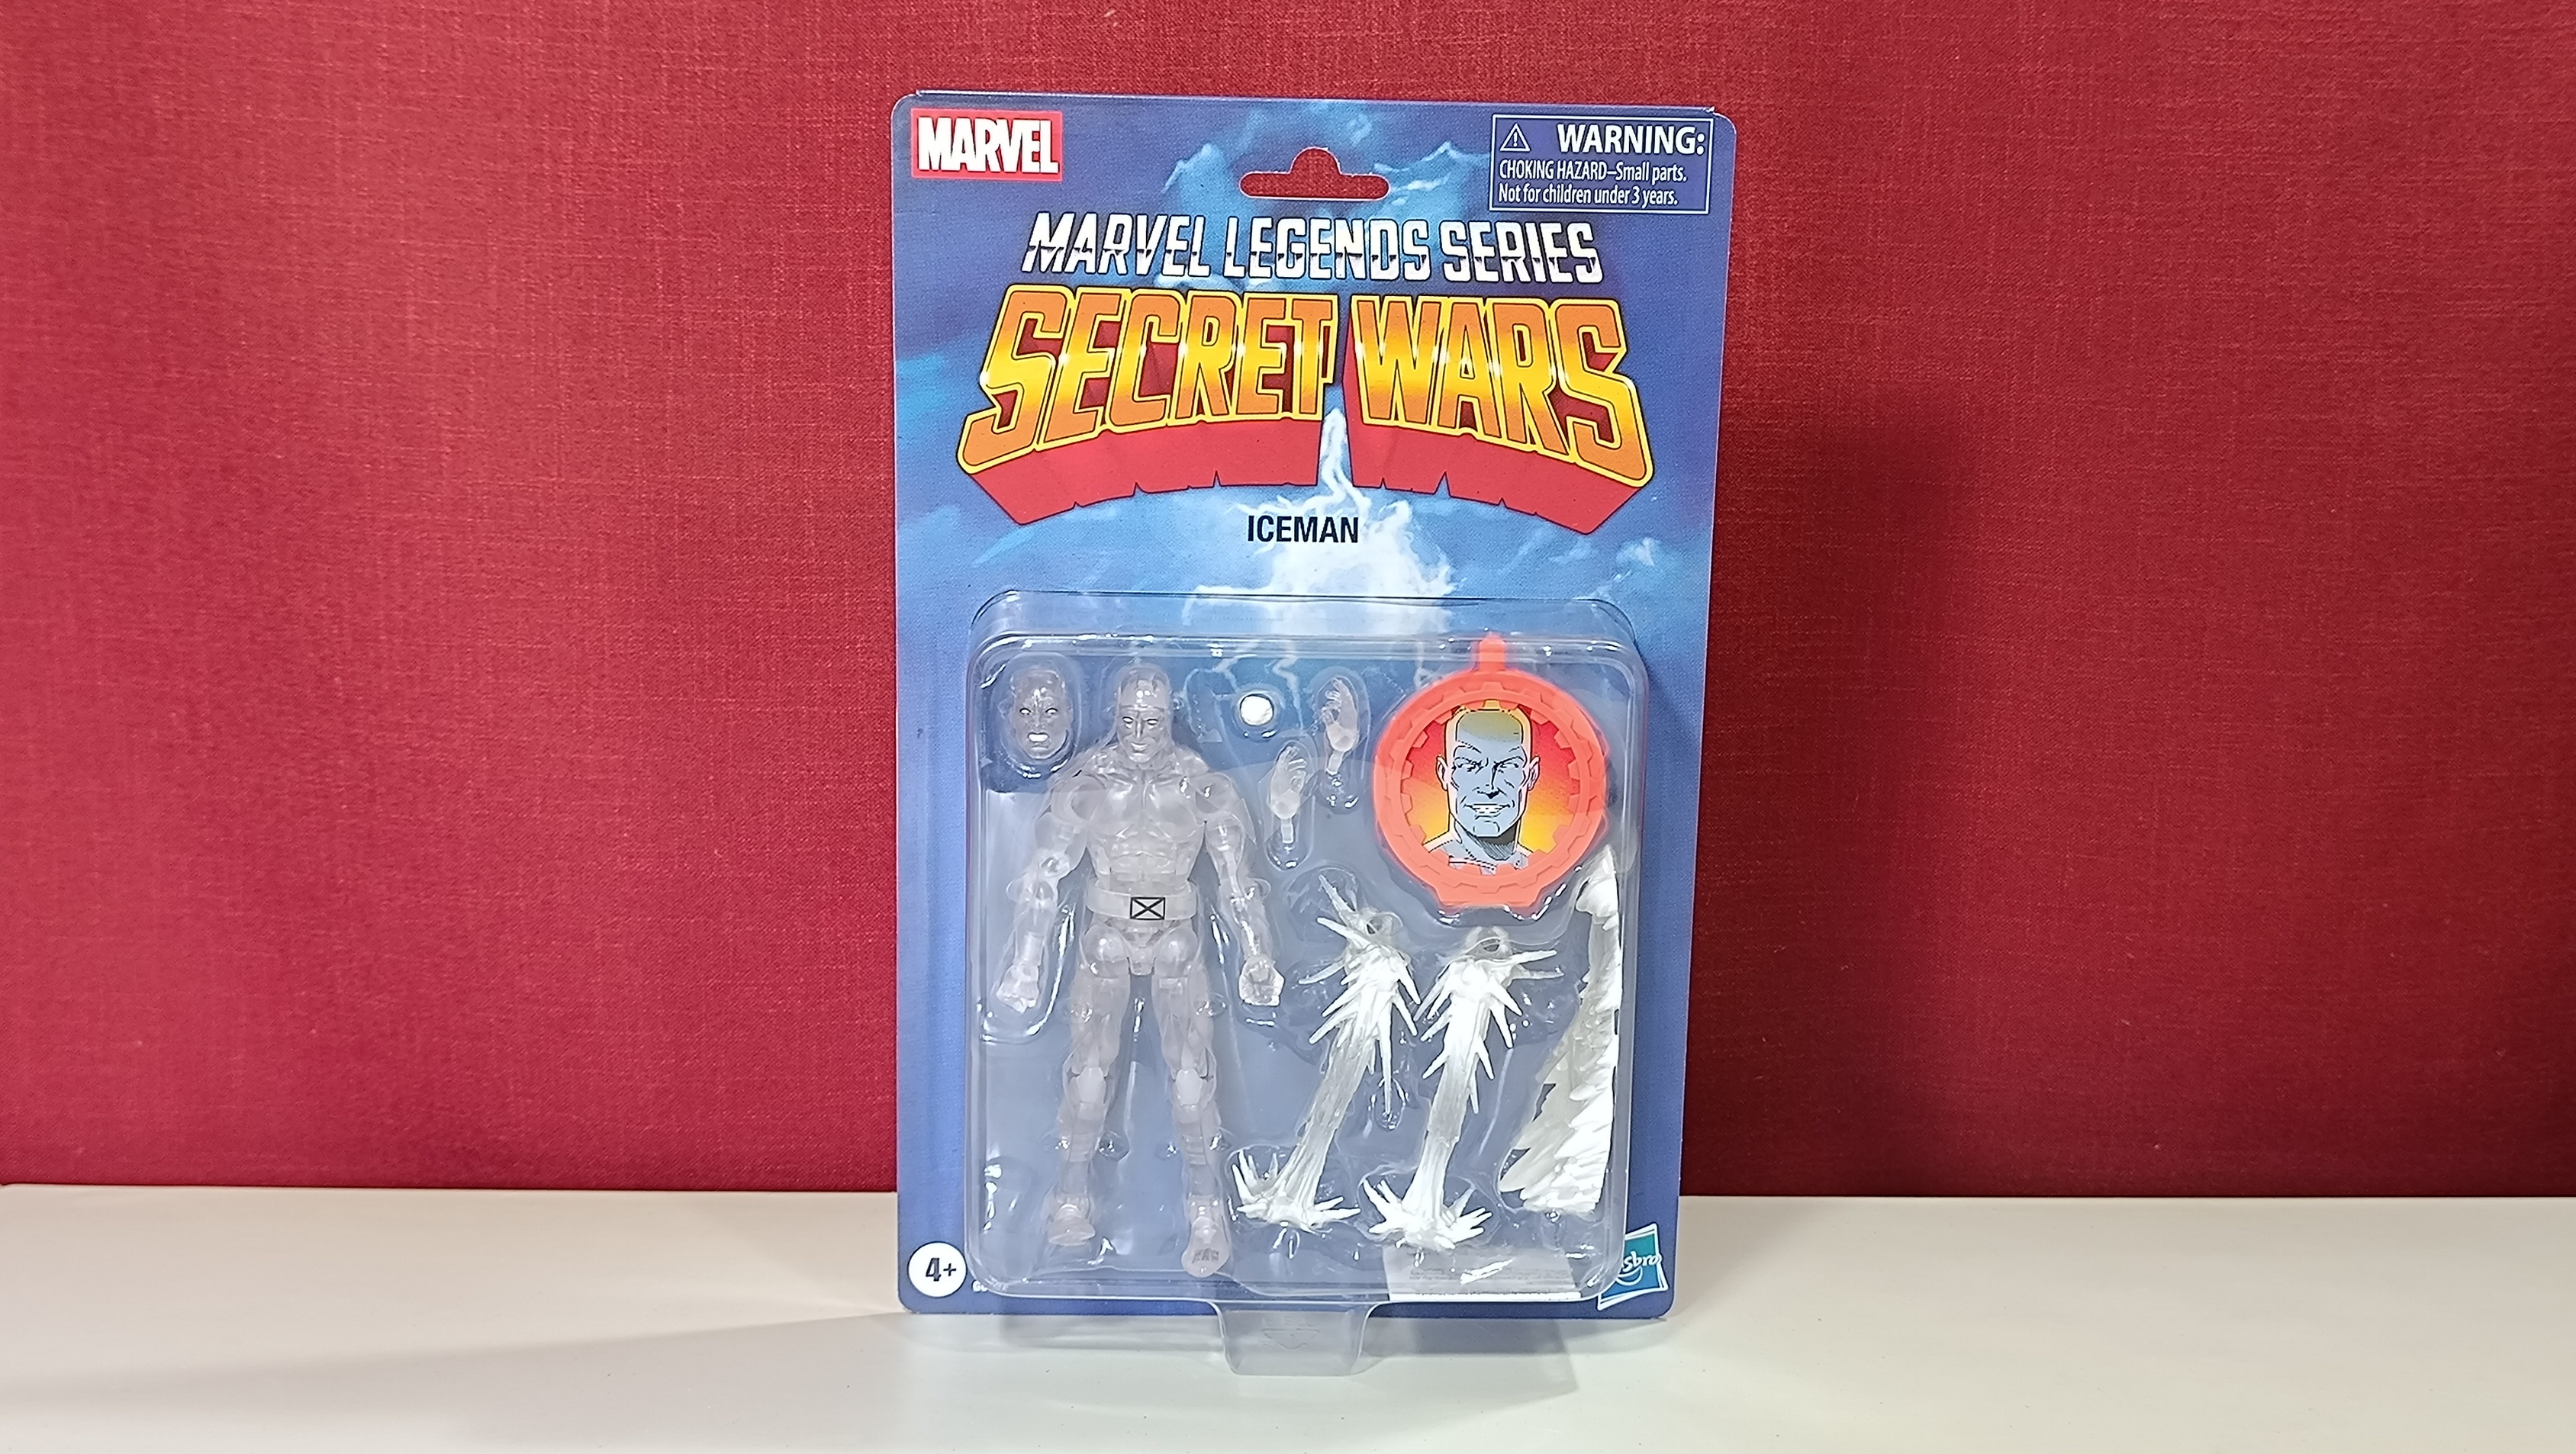 MARVEL
WARNING:
CHOKING HAZARD–Small parts.
Not for children under 3 years.
MARVEL LEGENDS SERIES
SECRET WARS
ICEMAN
4+